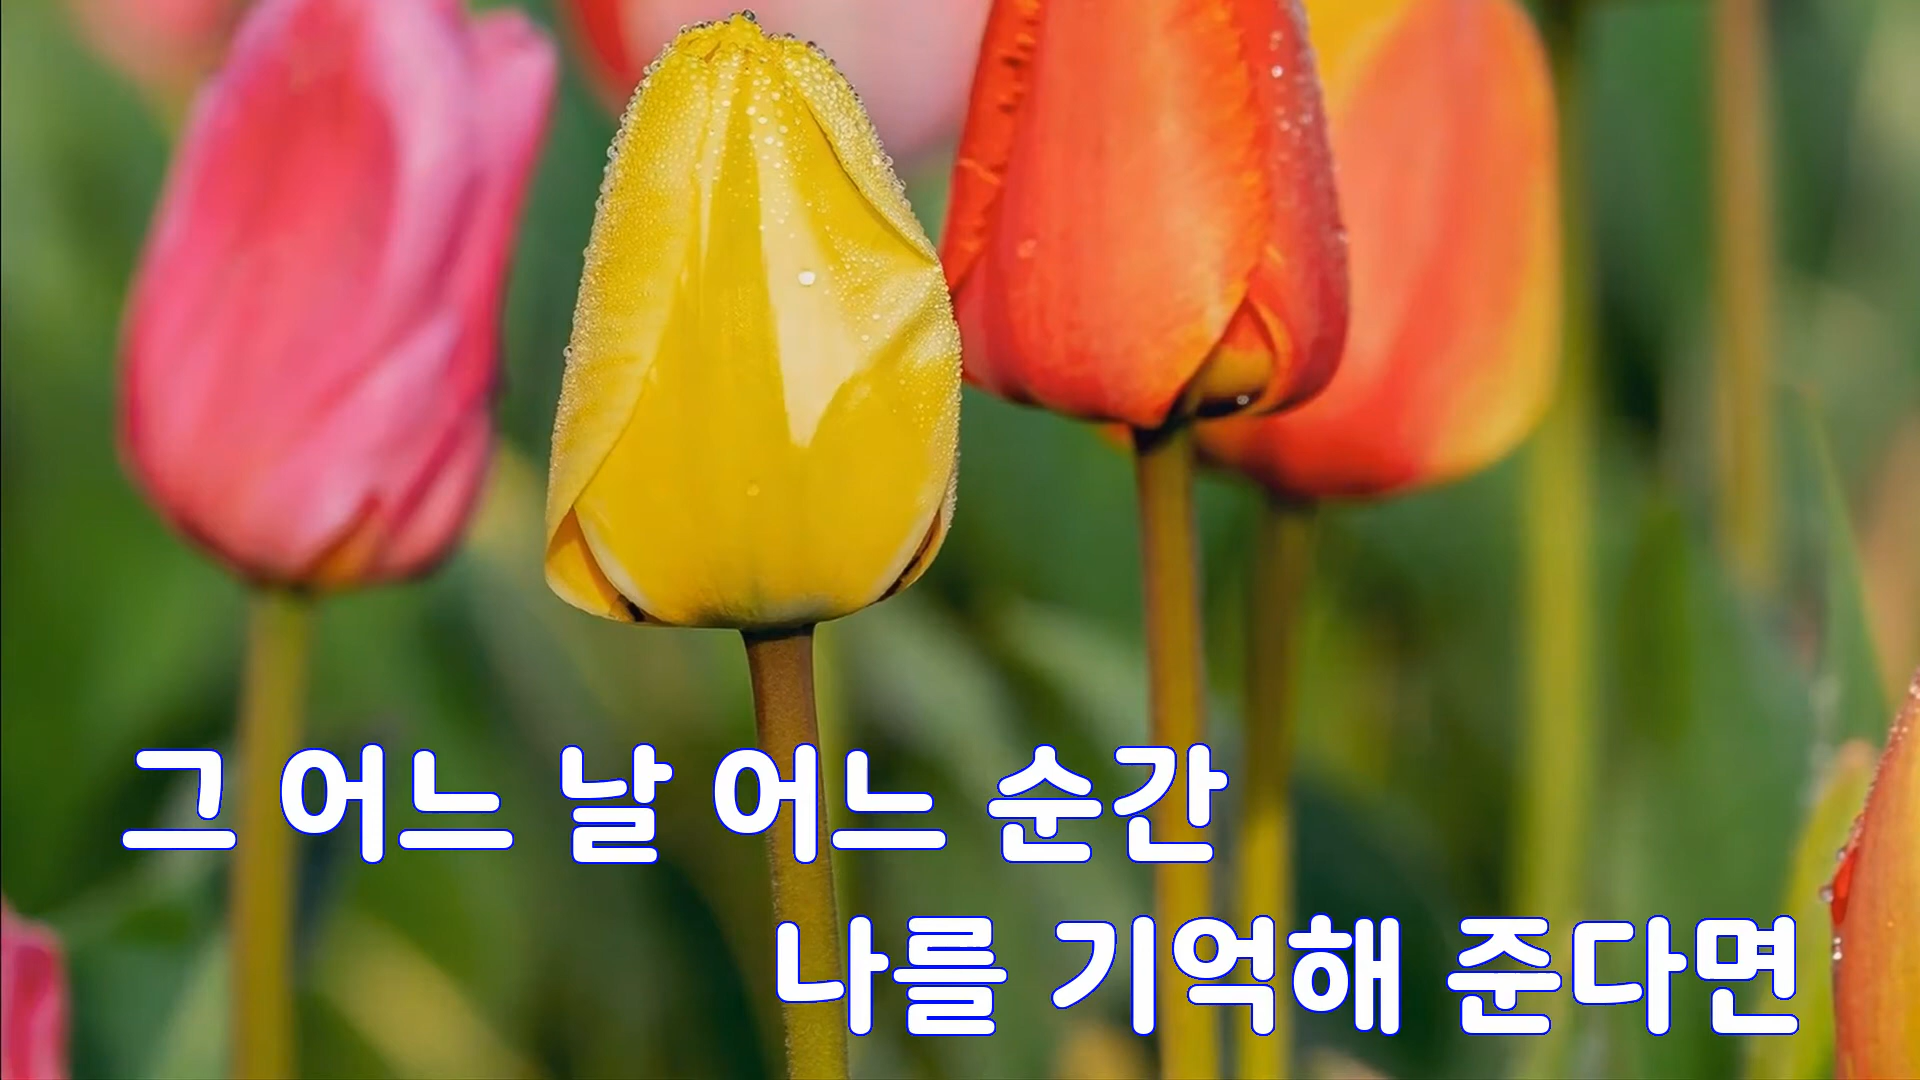 그 어느 날 어느 순간
나를 기억해 준다면